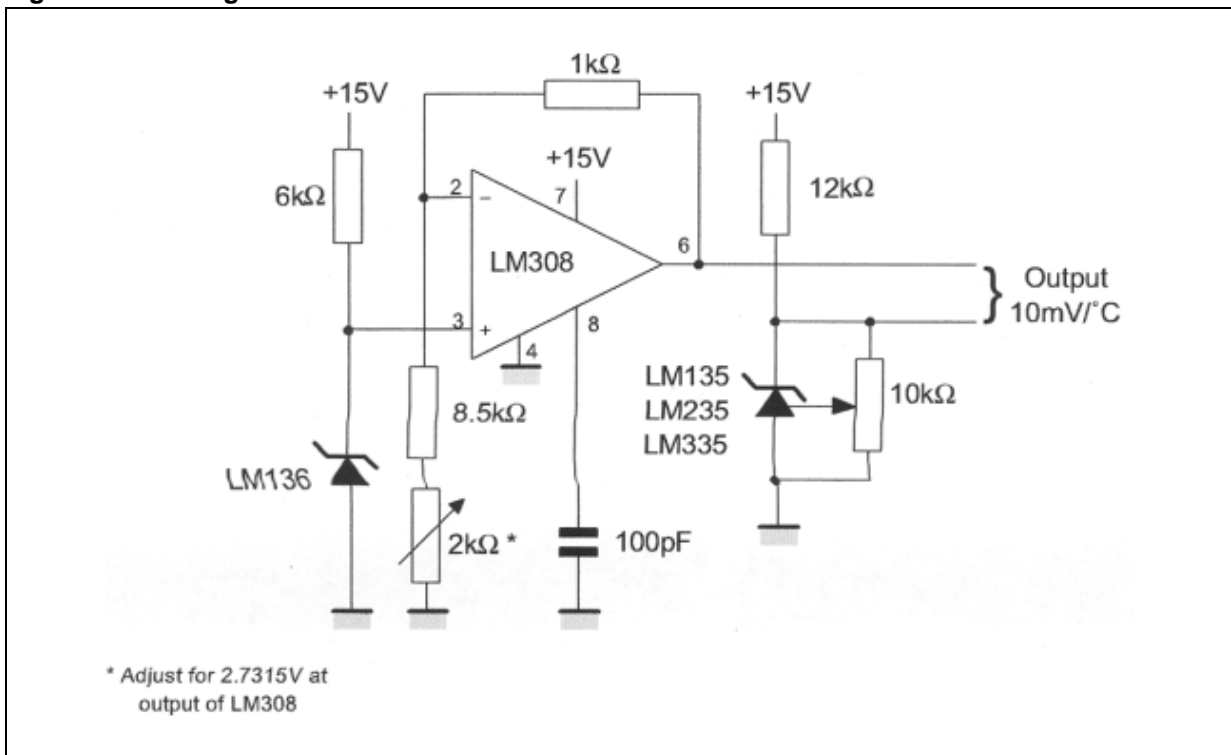 1kΩ
+15V
+15V
+15V
6kΩ
12kΩ
2
−
7
6
LM308
Output
10mV/°C
3
+
8
4
LM135
LM235
LM335
10kΩ
8.5kΩ
LM136
2kΩ *
100pF
* Adjust for 2.7315V at
output of LM308